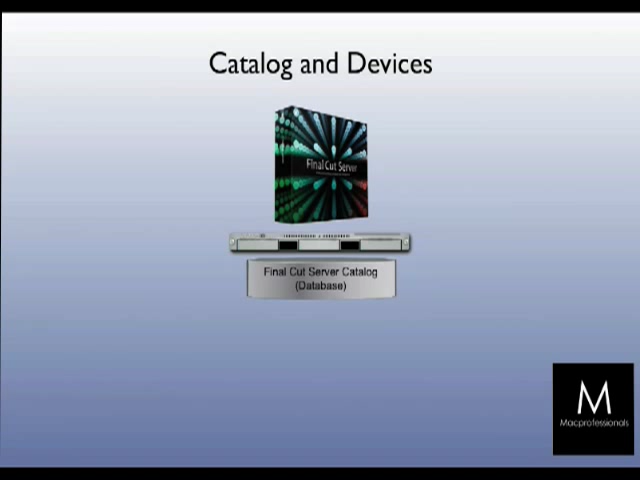 Catalog and Devices
Final Cut Server
Final Cut Server Catalog
(Database)
M
Macprofessionals